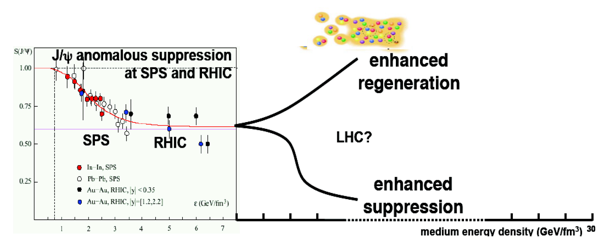 S(J/ψ)
J/ψ anomalous suppression
at SPS and RHIC
1.00
0.75
0.50
0.25
SPS
RHIC
In-In, SPS
Pb-Pb, SPS
Au-Au, RHIC, |y|<0.35
Au-Au, RHIC, |y|=[1.2,2.2]
ε (GeV/fm³)
1 2 3 4 5 6 7
enhanced
regeneration
LHC?
enhanced
suppression
30
medium energy density (GeV/fm³)